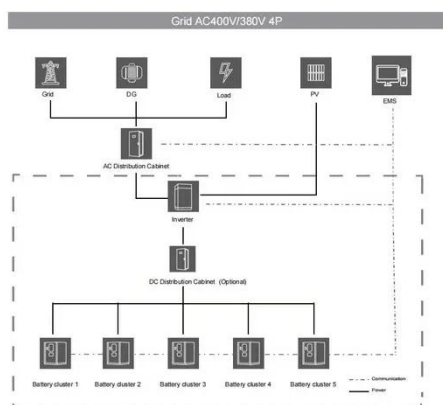 Grid AC400V/380V 4P
Grid
DG
Load
PV
EMS
AC Distribution Cabinet
Inverter
DC Distribution Cabinet (Optional)
Battery cluster 1
Battery cluster 2
Battery cluster 3
Battery cluster 4
Battery cluster 5
Communication
Power